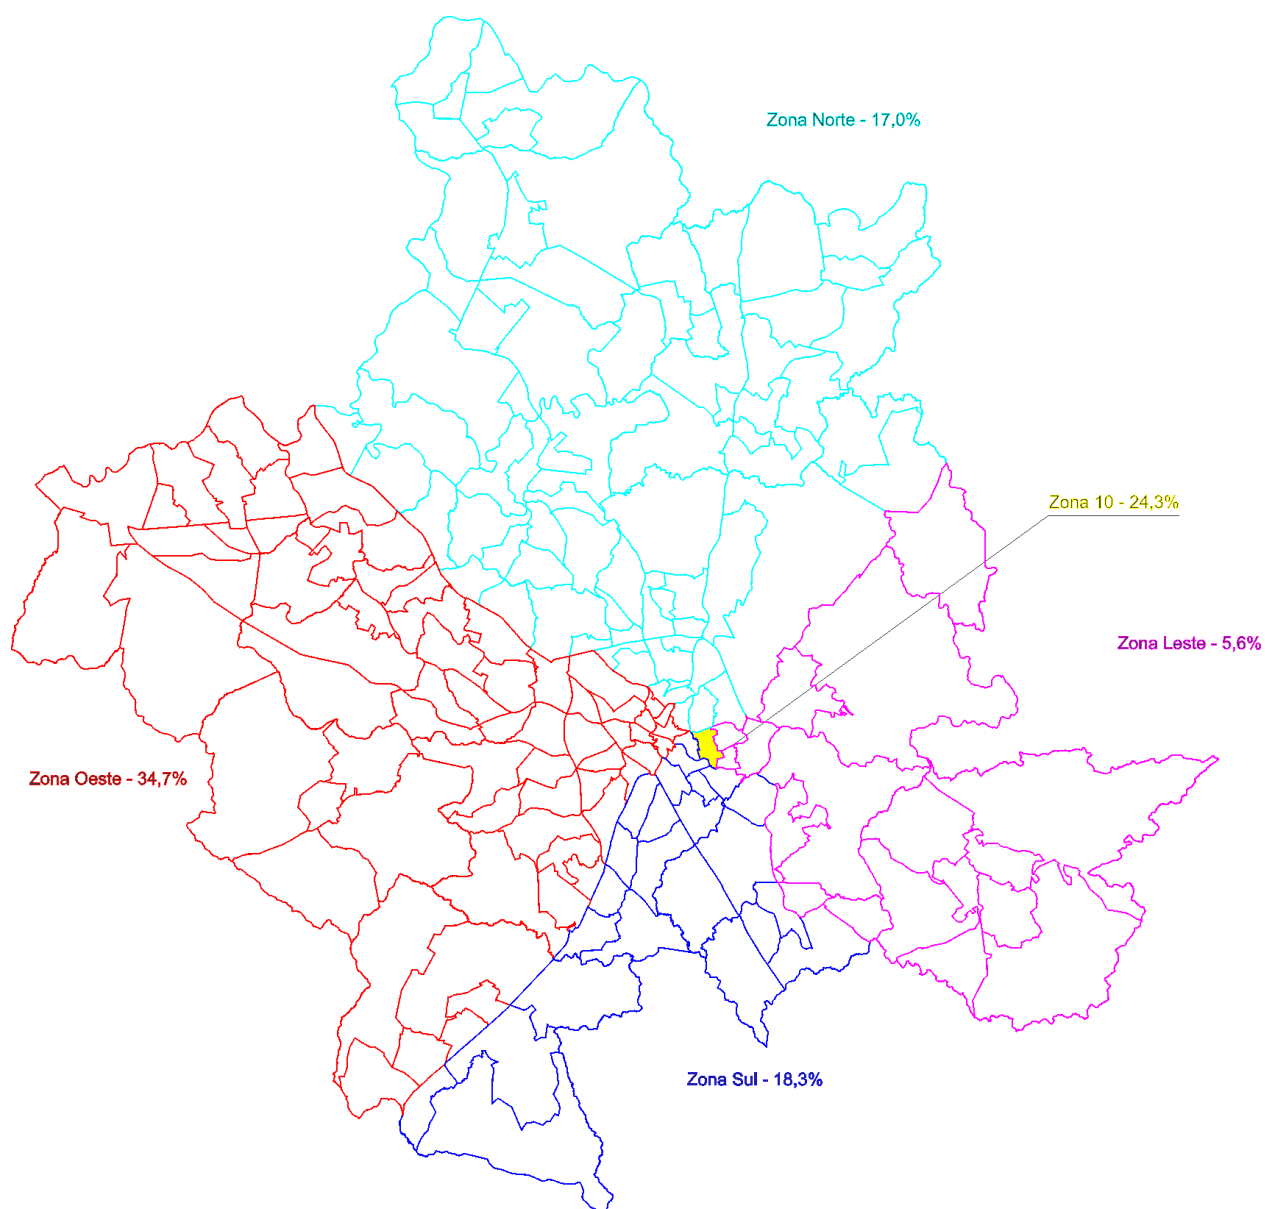 Zona Norte - 17,0%
Zona 10 - 24,3%
Zona Leste - 5,6%
Zona Oeste - 34,7%
Zona Sul - 18,3%